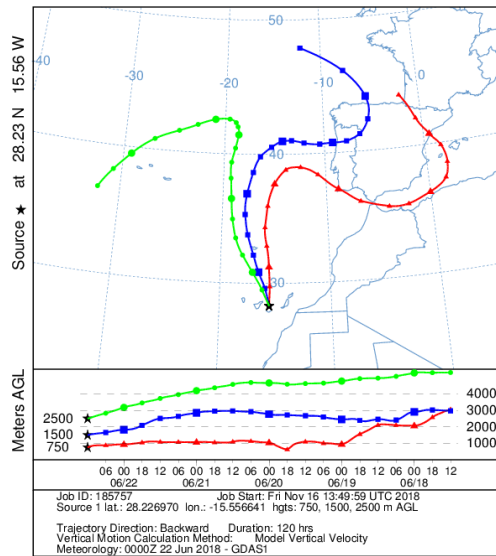 50
-40
-30
-20
-10
0
40
30
Source ★ at 28.23 N 15.56 W
Meters AGL
2500
1500
750
4000
3000
2000
1000
06 00 18 12 06 00 18 12 06 00 18 12 06 00 18 12 06 00 18 12
06/22 06/21 06/20 06/19 06/18
Job ID: 185757 Job Start: Fri Nov 16 13:49:59 UTC 2018
Source 1 lat.: 28.226970 lon.: -15.556641 hgts: 750, 1500, 2500 m AGL
Trajectory Direction: Backward Duration: 120 hrs
Vertical Motion Calculation Method: Model Vertical Velocity
Meteorology: 0000Z 22 Jun 2018 - GDAS1